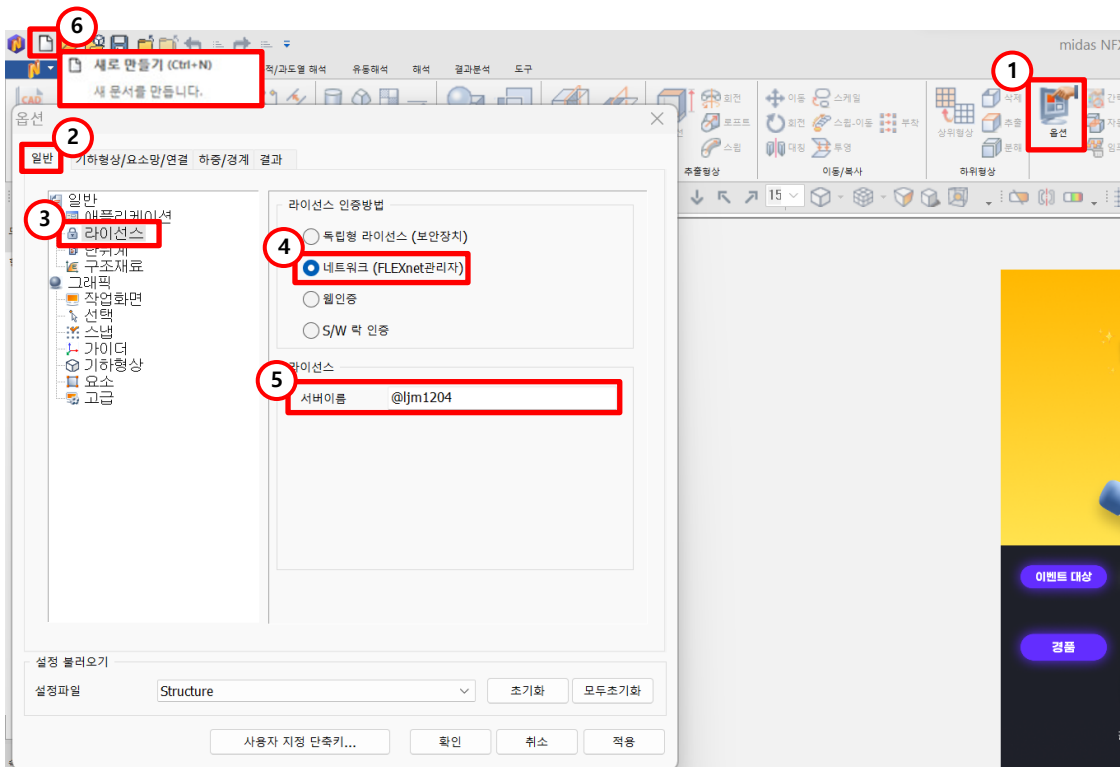 6
midas NFX
새로 만들기 (Ctrl+N)
새 문서를 만듭니다.
적/과도열 해석 유동해석 해석 결과분석 도구
1
CAD
회전 이동 스케일 삭제
로프트 회전 스윕-이동 부착 상위형상 추출 옵션
스윕 대칭 투영 분해
추출형상 이동/복사 하위형상
15
옵션
2
일반 기하형상/요소망/연결 하중/경계 결과
일반
애플리케이션
3
라이선스
단위계
구조재료
그래픽
작업화면
선택
스냅
가이더
기하형상
요소
고급
라이선스 인증방법
독립형 라이선스 (보안장치)
4
네트워크 (FLEXnet관리자)
웹인증
S/W 락 인증
라이선스
5
서버이름 @ljm1204
이벤트 대상
경품
설정 불러오기
설정파일 Structure 초기화 모두초기화
사용자 지정 단축키... 확인 취소 적용